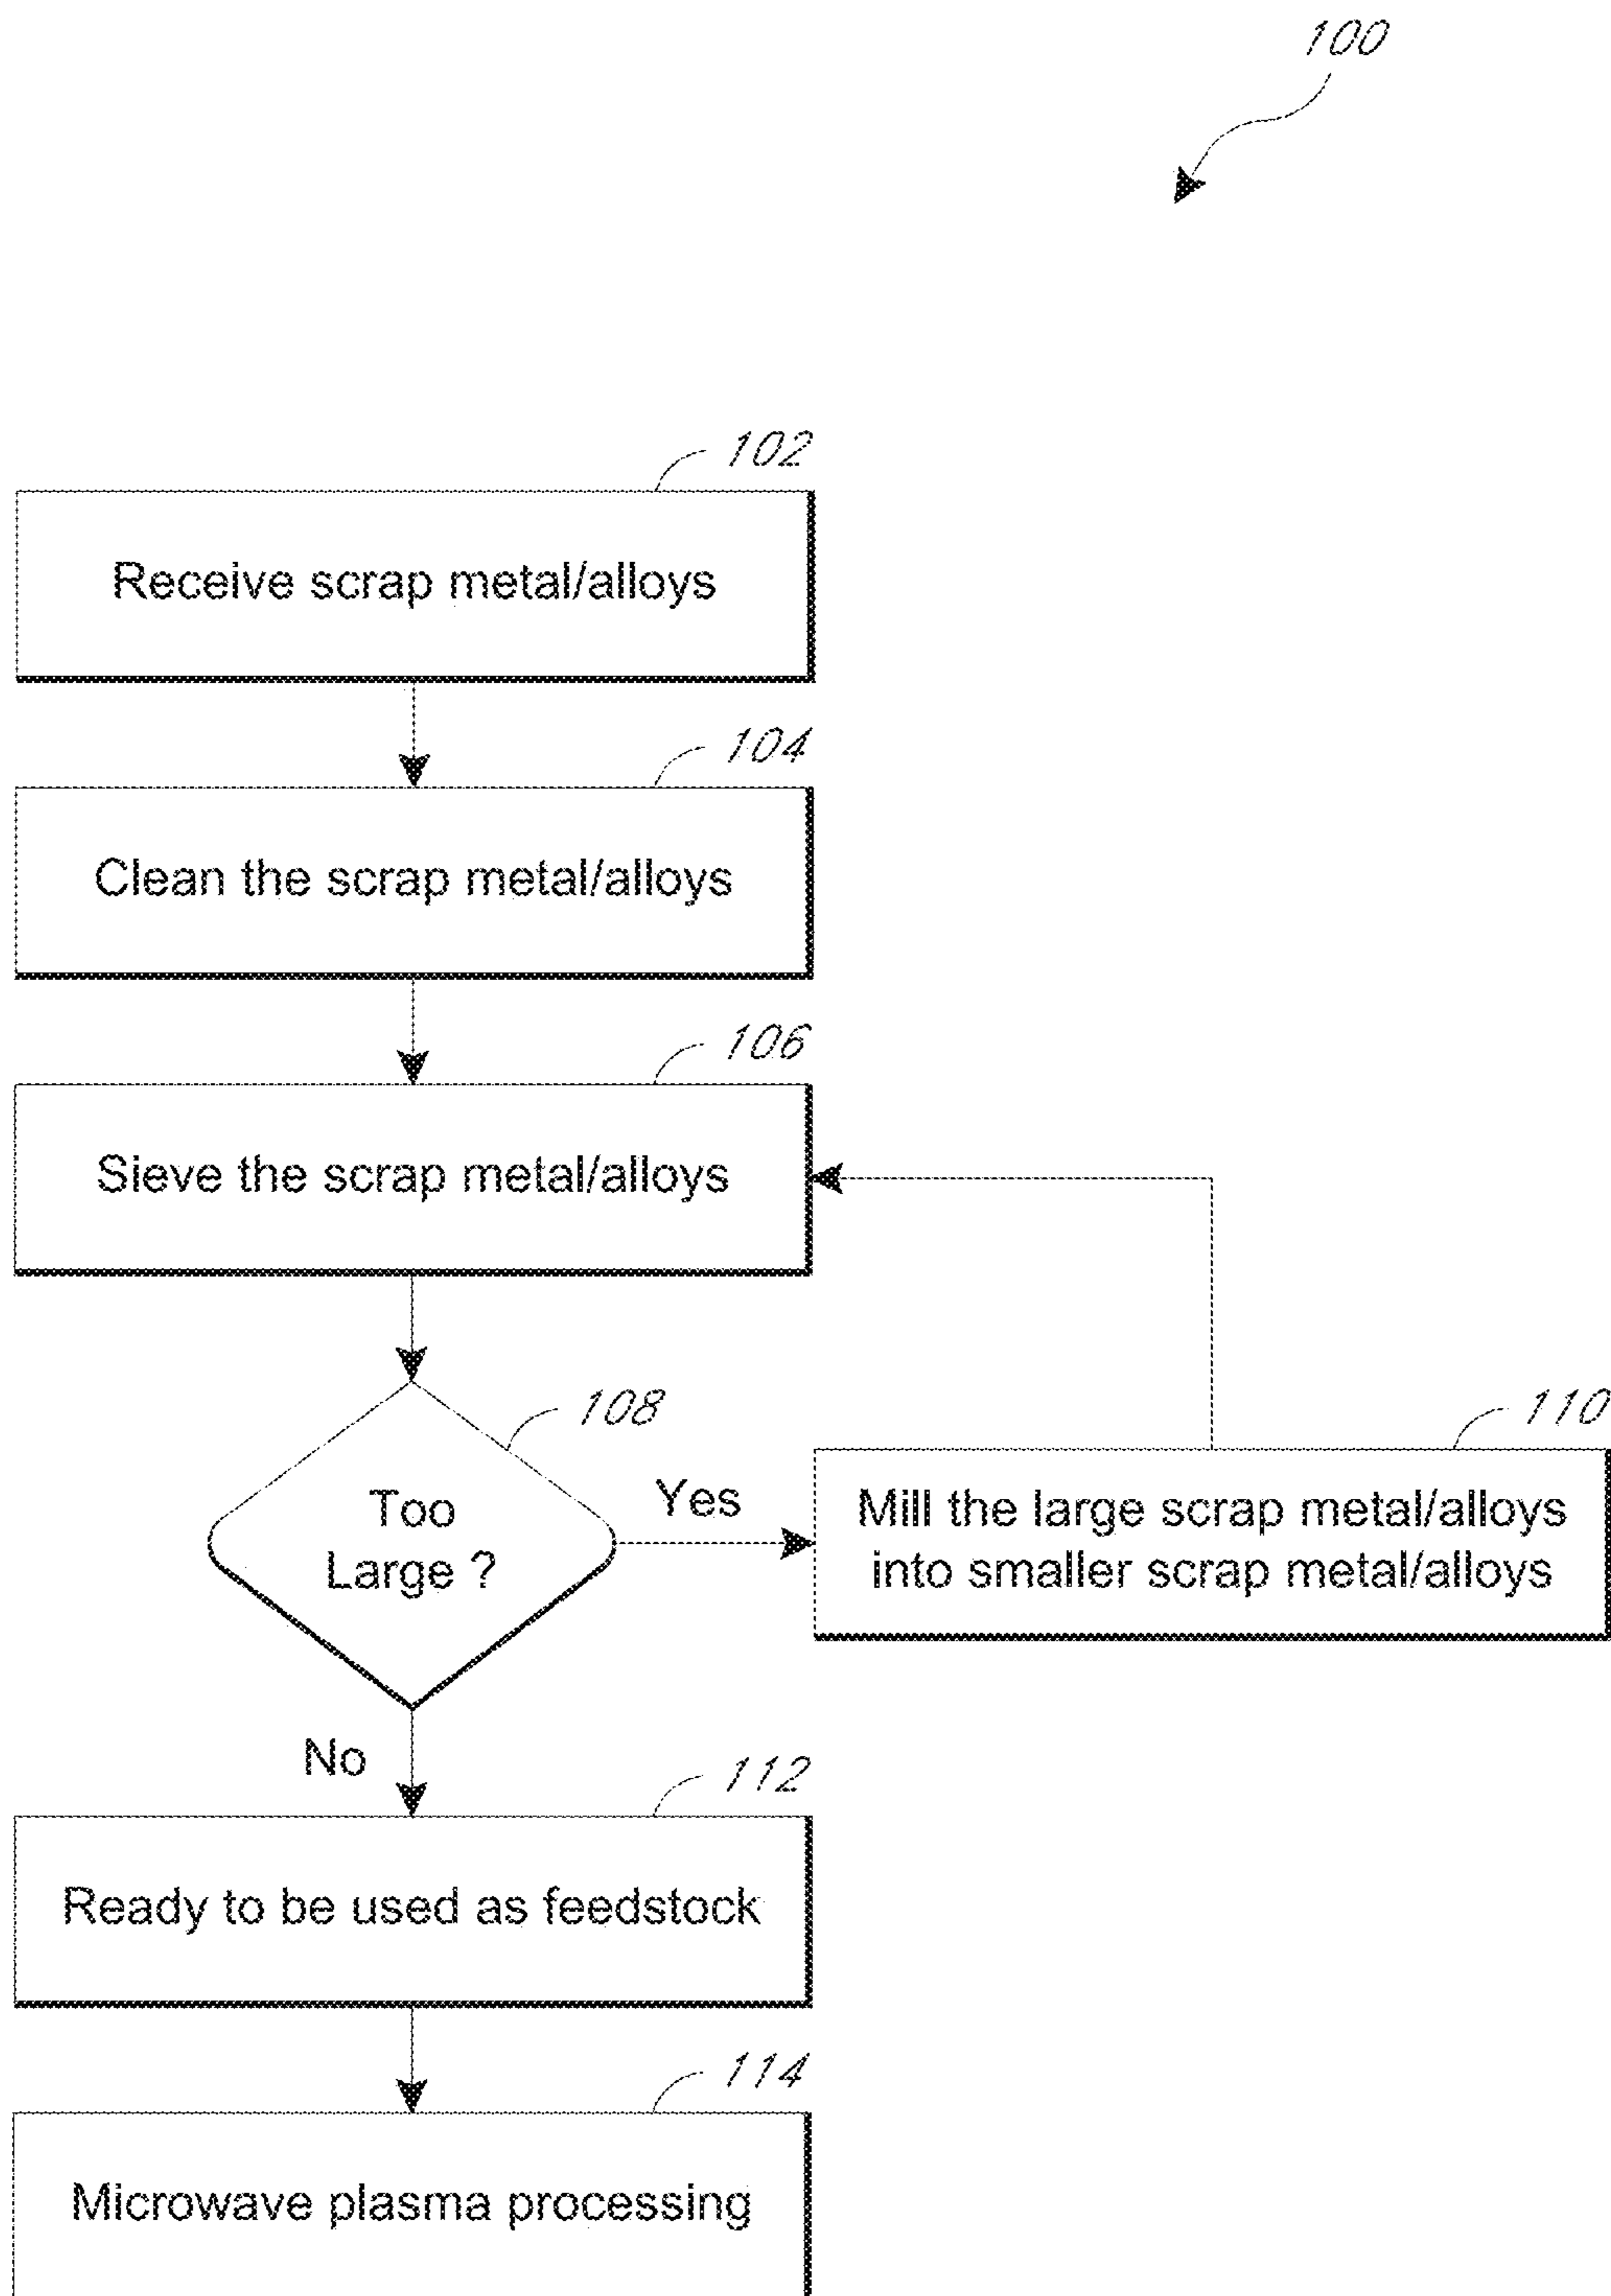 100
102
Receive scrap metal/alloys
104
Clean the scrap metal/alloys
106
Sieve the scrap metal/alloys
108
Too
Large ?
Yes
110
Mill the large scrap metal/alloys
into smaller scrap metal/alloys
No
112
Ready to be used as feedstock
114
Microwave plasma processing